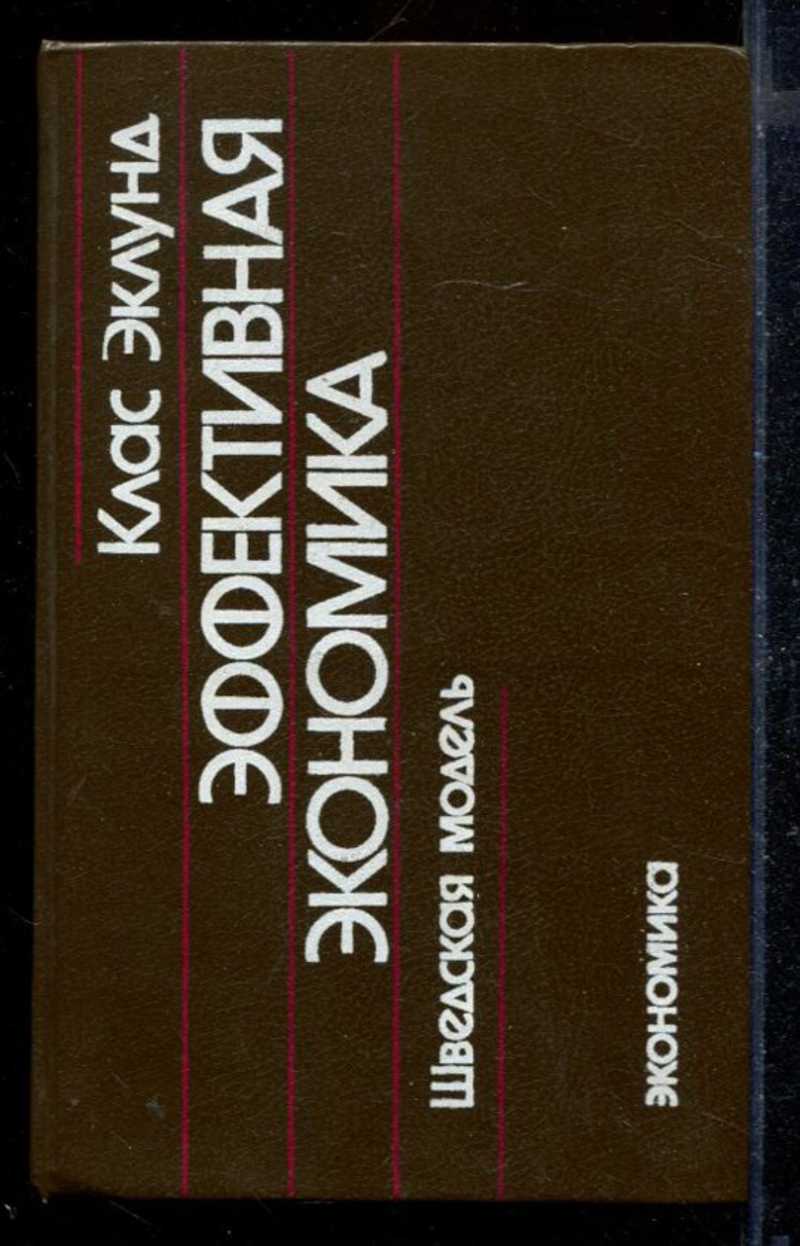 Клас Эклунд
ЭФФЕКТИВНАЯ
ЭКОНОМИКА
Шведская модель
ЭКОНОМИКА